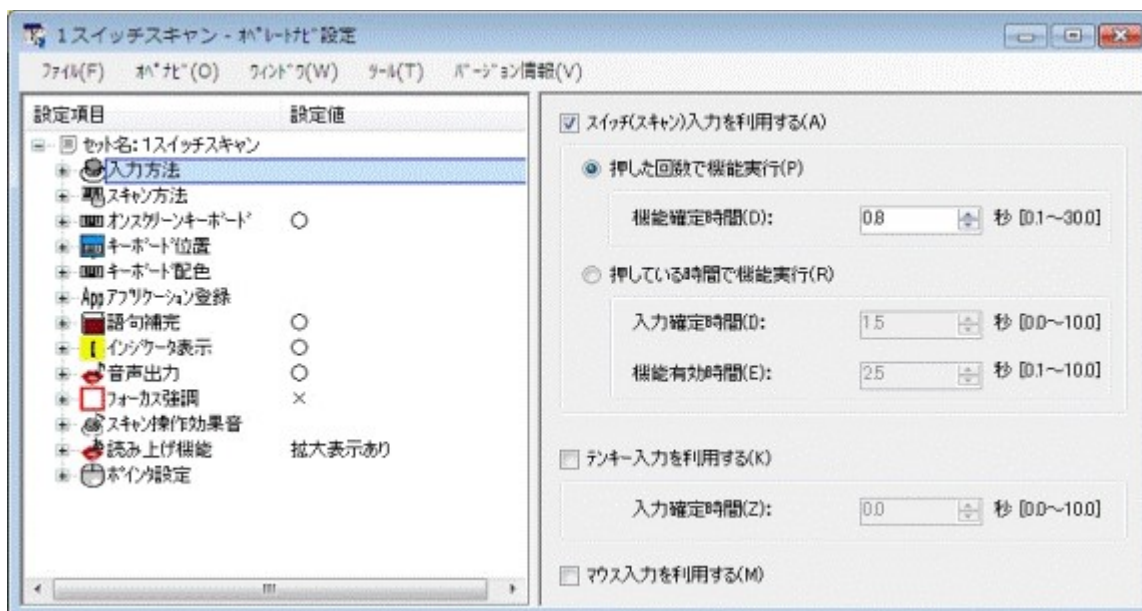 1スイッチスキャン - ｵﾍﾟﾚｰﾄﾅﾋﾞ設定
ﾌｧｲﾙ(F) ｵﾍﾟﾅﾋﾞ(O) ｳｨﾝﾄﾞｳ(W) ﾂｰﾙ(T) ﾊﾞｰｼﾞｮﾝ情報(V)
設定項目 設定値
ｾｯﾄ名：1ｽｲｯﾁｽｷｬﾝ
入力方法
ｽｷｬﾝ方法
ｵﾝｽｸﾘｰﾝｷｰﾎﾞｰﾄﾞ ○
ｷｰﾎﾞｰﾄﾞ位置
ｷｰﾎﾞｰﾄﾞ配色
App ｱﾌﾟﾘｹｰｼｮﾝ登録
語句補完 ○
ｲﾝｼﾞｹｰﾀ表示 ○
音声出力 ○
ﾌｫｰｶｽ強調 ×
ｽｷｬﾝ操作効果音
読み上げ機能 拡大表示あり
ﾎﾟｲﾝﾀ設定
ｽｲｯﾁ(ｽｷｬﾝ)入力を利用する(A)
押した回数で機能実行(P)
機能確定時間(D): 0.8 秒 [0.1～30.0]
押している時間で機能実行(R)
入力確定時間(I): 1.5 秒 [0.0～10.0]
機能有効時間(E): 2.5 秒 [0.1～10.0]
ﾃﾝｷｰ入力を利用する(K)
入力確定時間(Z): 0.0 秒 [0.0～10.0]
ﾏｳｽ入力を利用する(M)